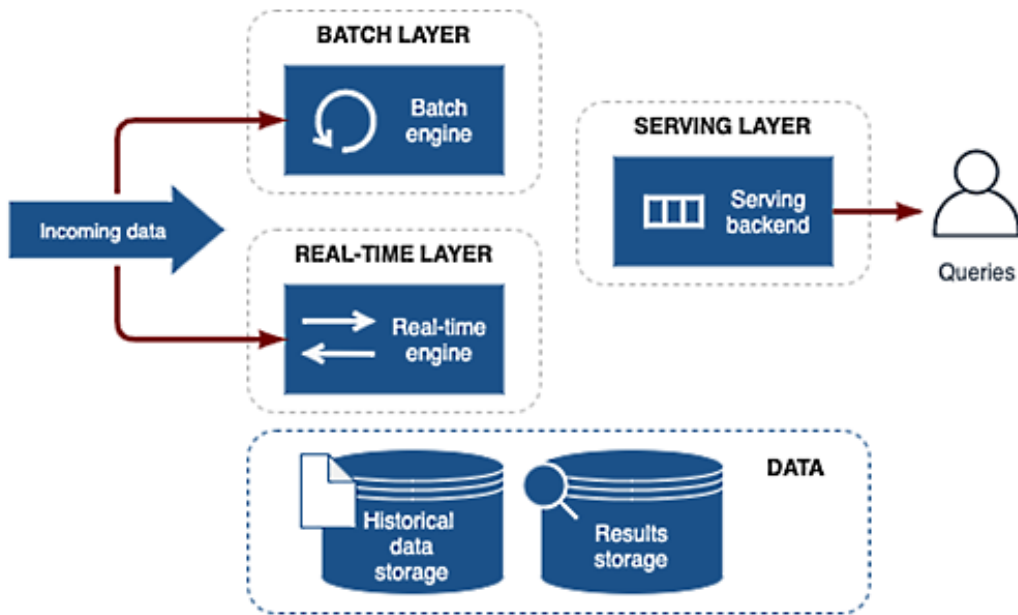 BATCH LAYER
Batch
engine
SERVING LAYER
Serving
backend
Incoming data
REAL-TIME LAYER
Real-time
engine
Queries
DATA
Historical
data
storage
Results
storage